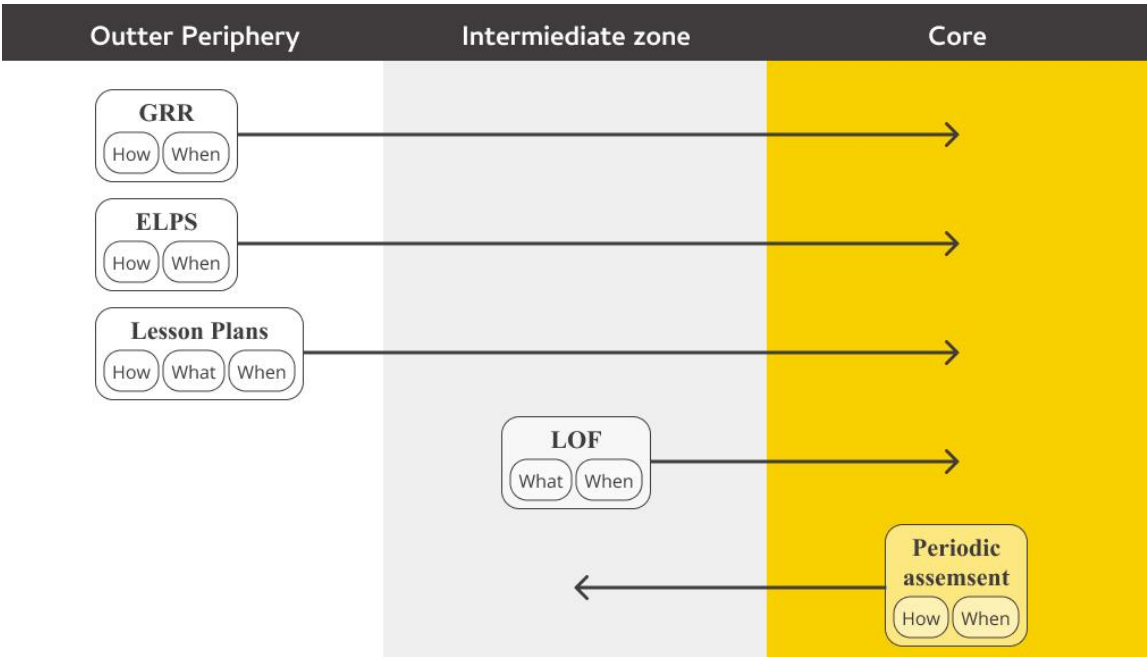 Outter Periphery
Intermiediate zone
Core
GRR
How When
ELPS
How When
Lesson Plans
How What When
LOF
What When
Periodic
assemsent
How When